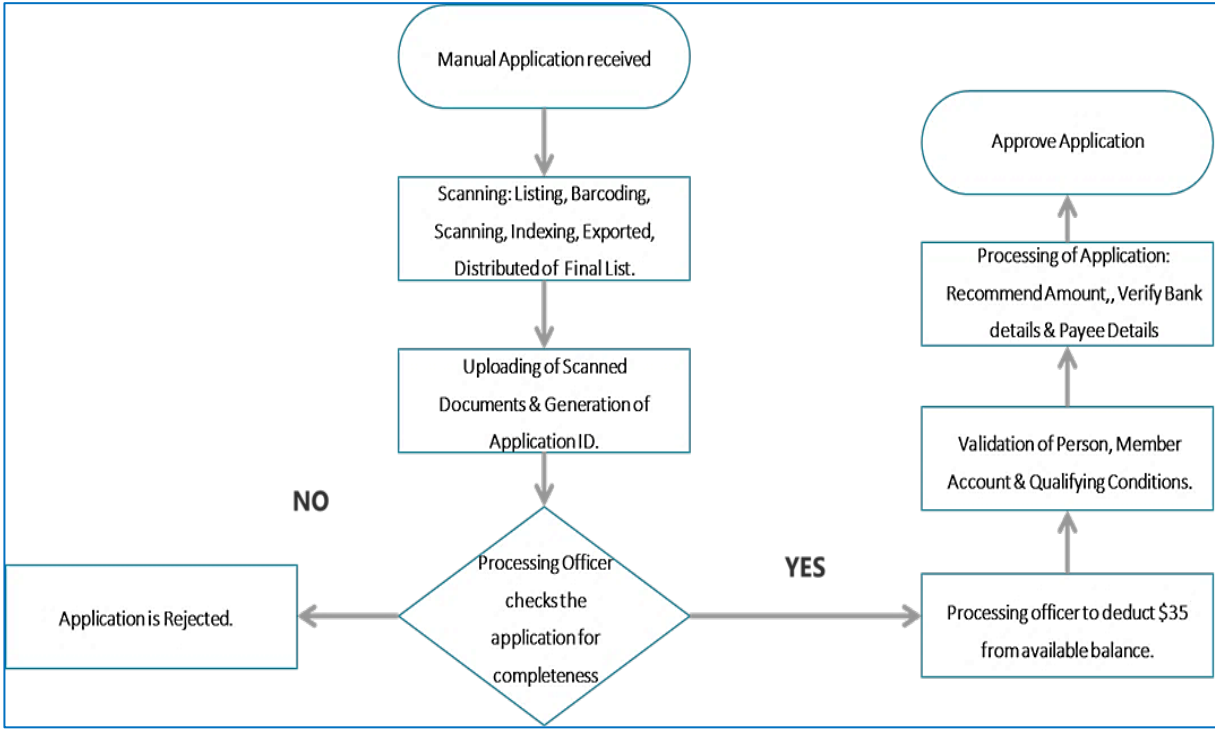 Manual Application received
Scanning: Listing, Barcoding,
Scanning, Indexing, Exported,
Distributed of Final List.
Uploading of Scanned
Documents & Generation of
Application ID.
Processing Officer
checks the
application for
completeness
NO
Application is Rejected.
YES
Processing officer to deduct $35
from available balance.
Validation of Person, Member
Account & Qualifying Conditions.
Processing of Application:
Recommend Amount,, Verify Bank
details & Payee Details
Approve Application